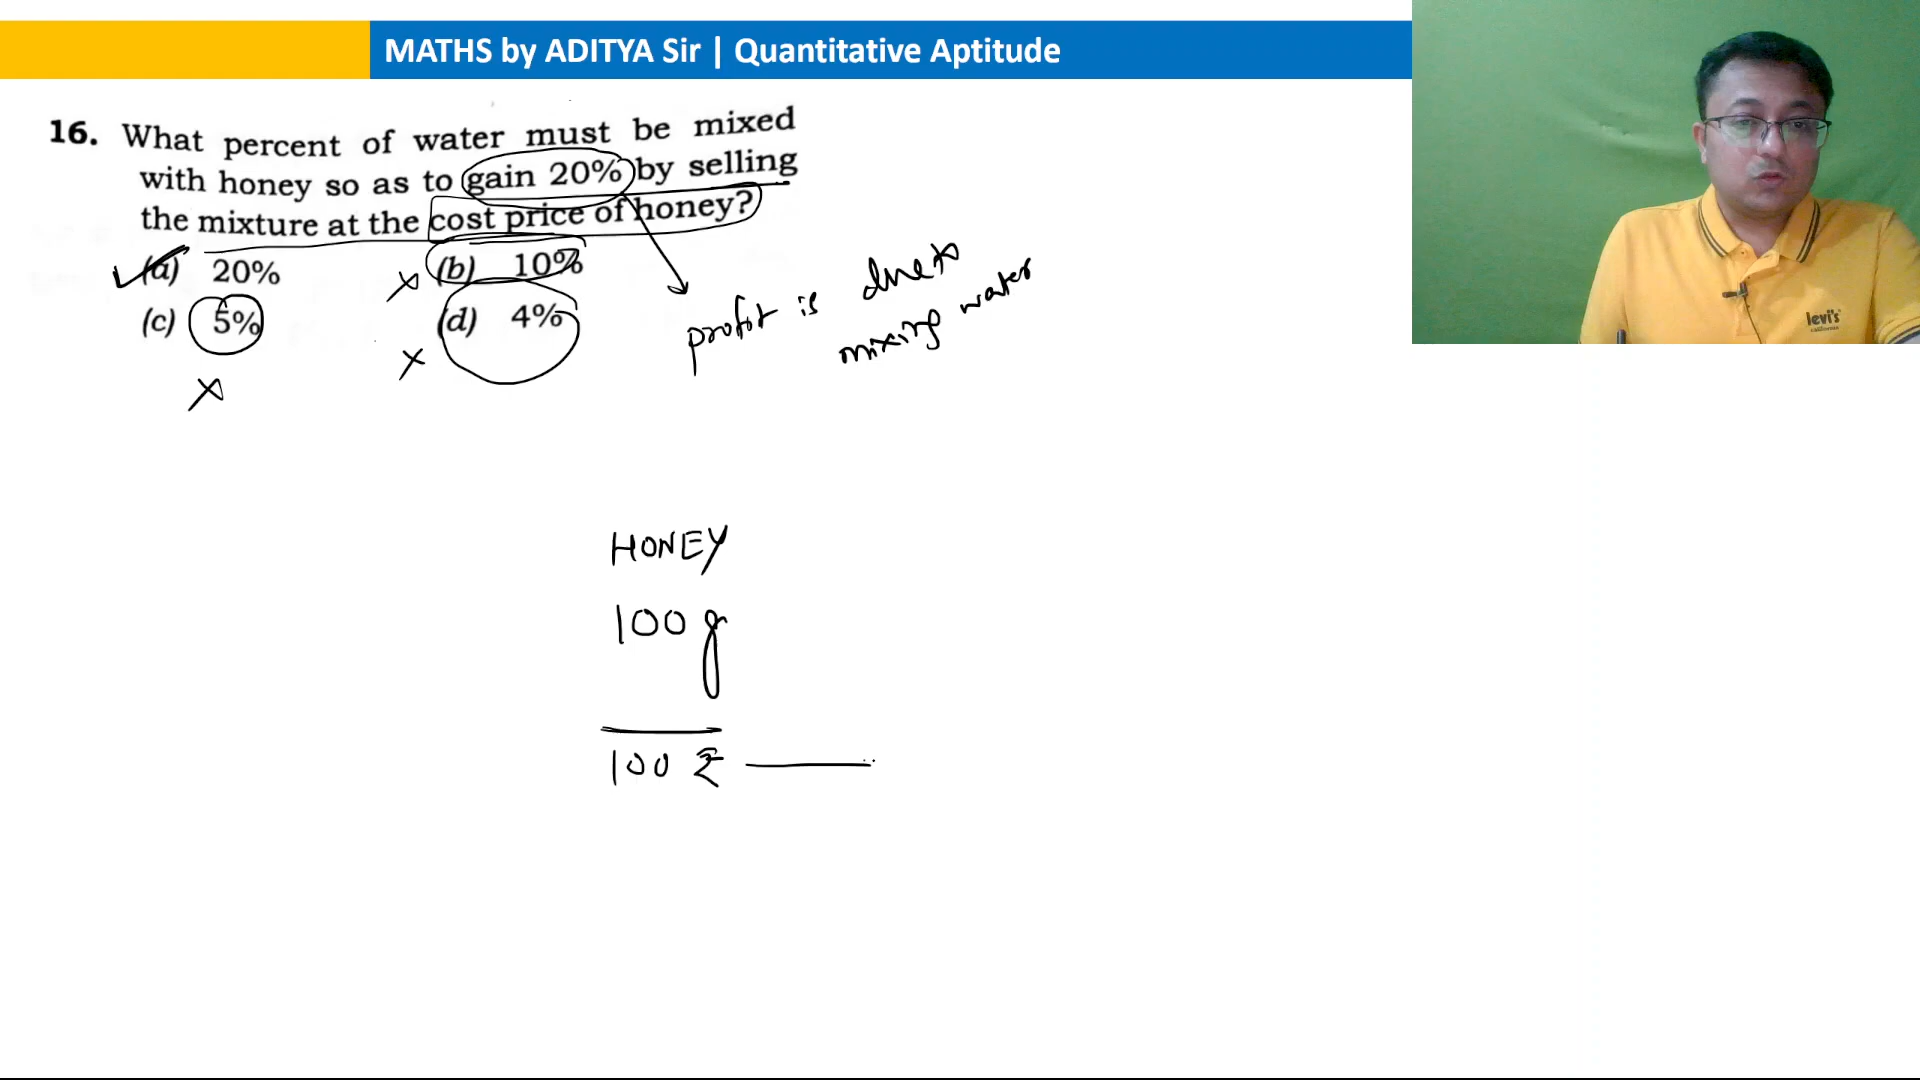 MATHS by ADITYA Sir | Quantitative Aptitude
16. What percent of water must be mixed
with honey so as to gain 20% by selling
the mixture at the cost price of honey?
(a) 20% (b) 10%
(c) 5% (d) 4%
profit is due to
mixing water
HONEY
100 g
100 ₹
levi's
california